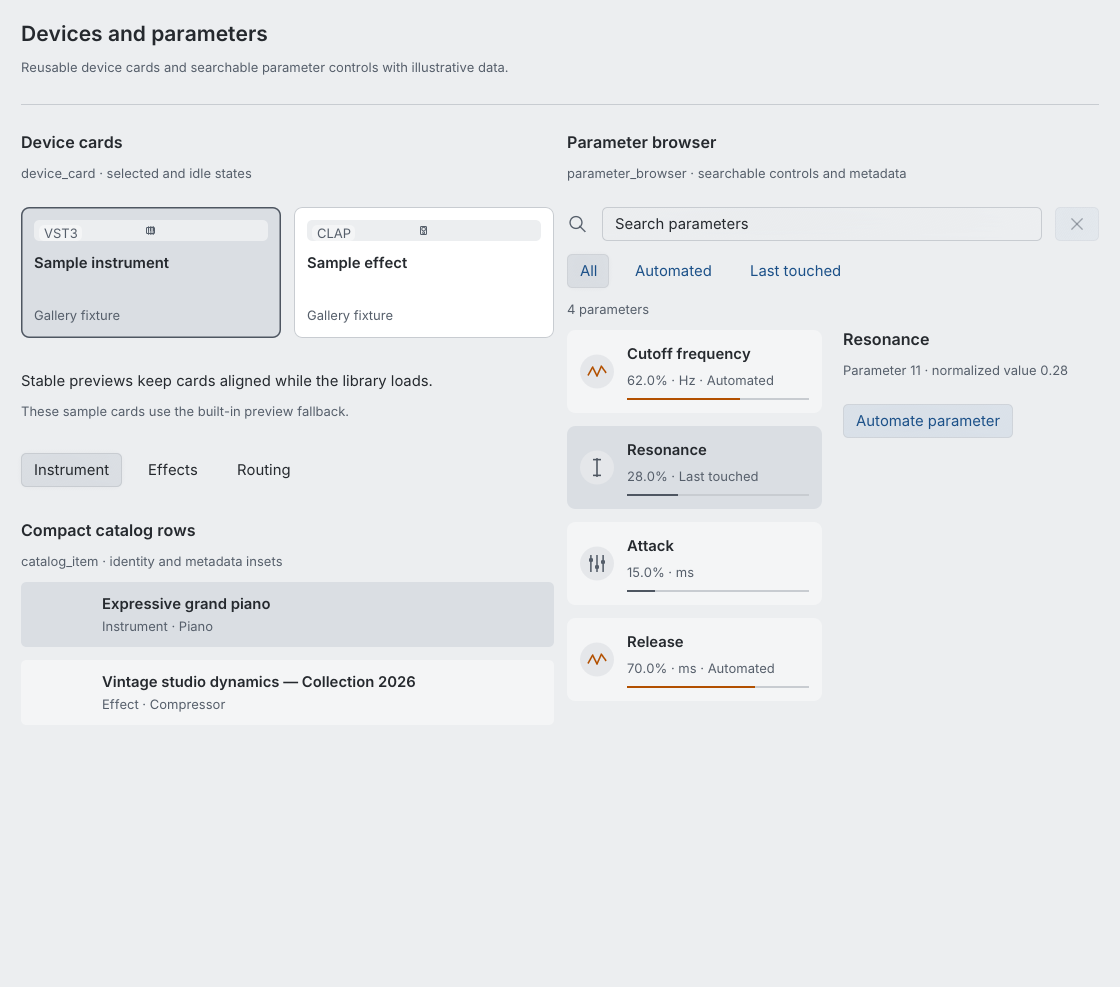 Devices and parameters
Reusable device cards and searchable parameter controls with illustrative data.
Device cards
device_card · selected and idle states
VST3
Sample instrument
Gallery fixture
CLAP
Sample effect
Gallery fixture
Stable previews keep cards aligned while the library loads.
These sample cards use the built-in preview fallback.
Instrument Effects Routing
Compact catalog rows
catalog_item · identity and metadata insets
Expressive grand piano
Instrument · Piano
Vintage studio dynamics — Collection 2026
Effect · Compressor
Parameter browser
parameter_browser · searchable controls and metadata
Search parameters
All Automated Last touched
4 parameters
Cutoff frequency
62.0% · Hz · Automated
Resonance
28.0% · Last touched
Attack
15.0% · ms
Release
70.0% · ms · Automated
Resonance
Parameter 11 · normalized value 0.28
Automate parameter